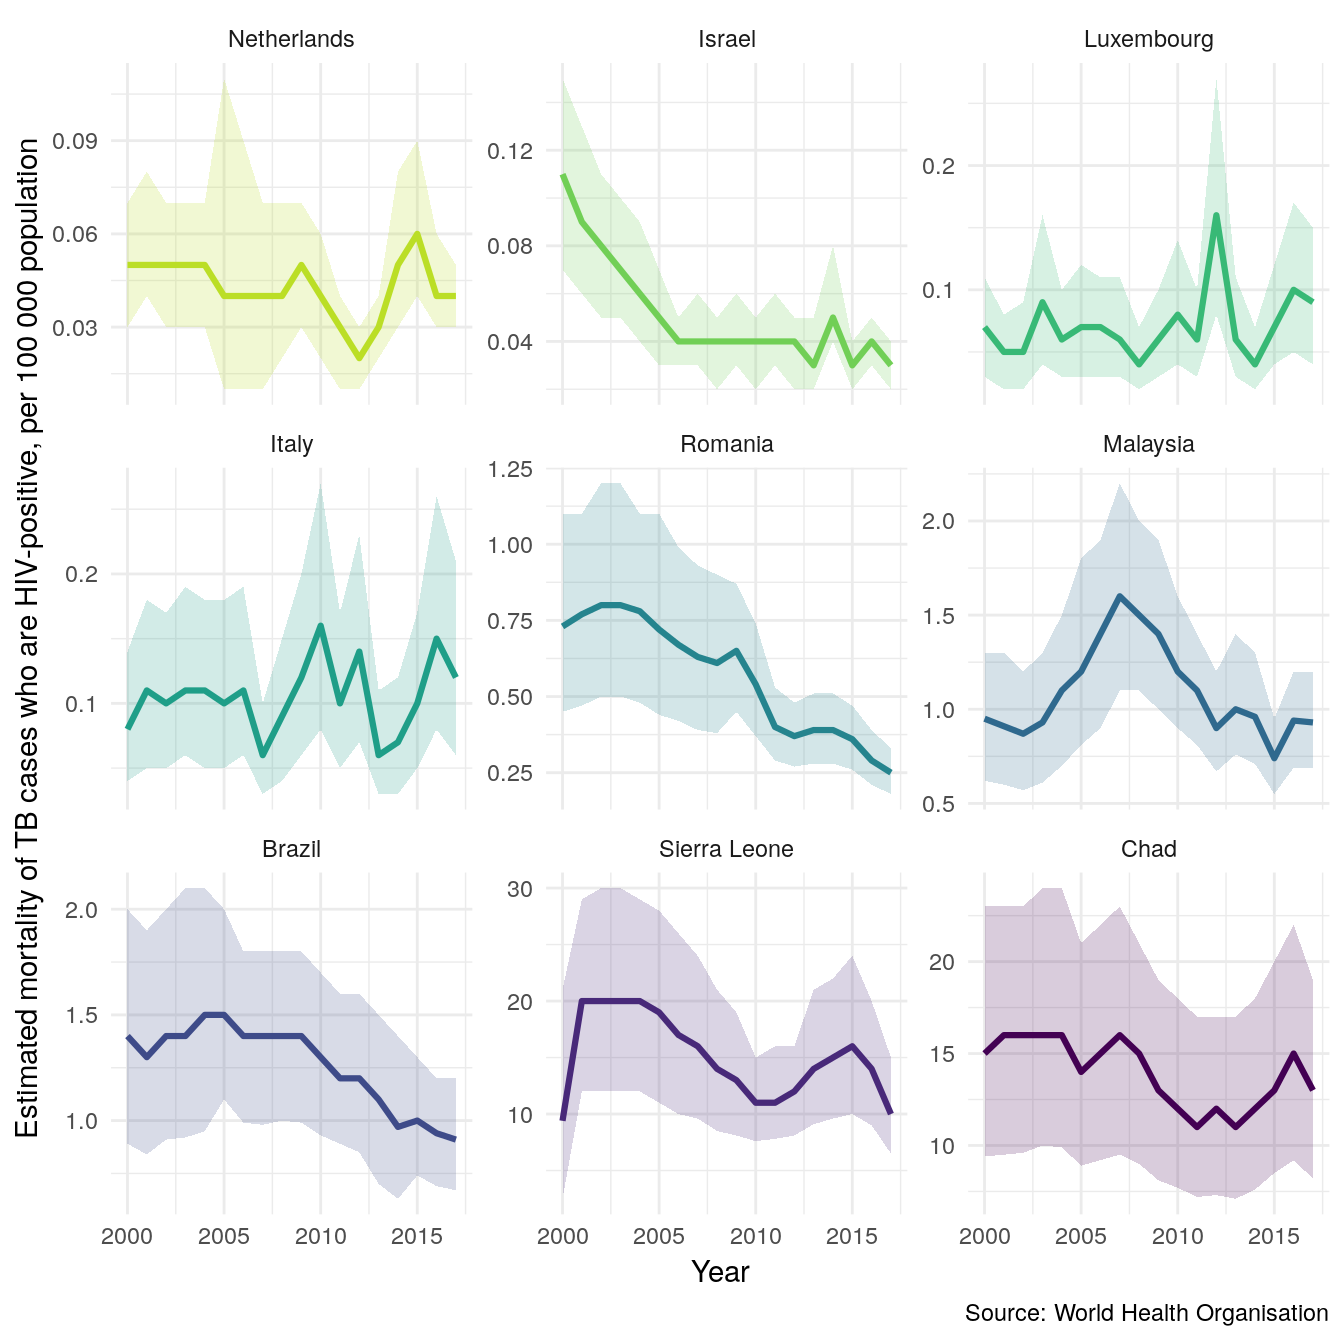 Netherlands
Israel
Luxembourg
0.09
0.06
0.03
0.12
0.08
0.04
0.2
0.1
Italy
Romania
Malaysia
0.2
0.1
1.25
1.00
0.75
0.50
0.25
2.0
1.5
1.0
0.5
Brazil
Sierra Leone
Chad
2.0
1.5
1.0
30
20
10
20
15
10
2000 2005 2010 2015
2000 2005 2010 2015
2000 2005 2010 2015
Estimated mortality of TB cases who are HIV-positive, per 100 000 population
Year
Source: World Health Organisation